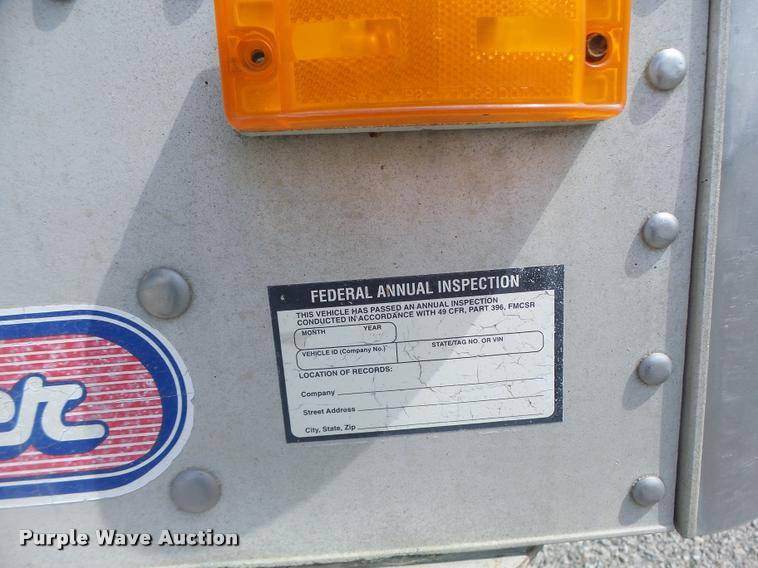 FEDERAL ANNUAL INSPECTION
THIS VEHICLE HAS PASSED AN ANNUAL INSPECTION
CONDUCTED IN ACCORDANCE WITH 49 CFR, PART 396, FMCSR
MONTH YEAR
VEHICLE ID (Company No.) STATE/TAG NO. OR VIN
LOCATION OF RECORDS:
Company
Street Address
City, State, Zip
er
Purple Wave Auction